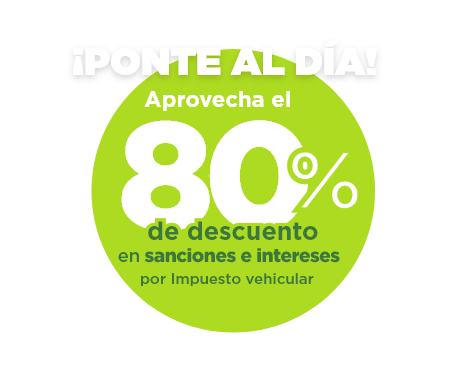 ¡PONTE AL DÍA!
Aprovecha el
80%
de descuento
en sanciones e intereses
por Impuesto vehicular